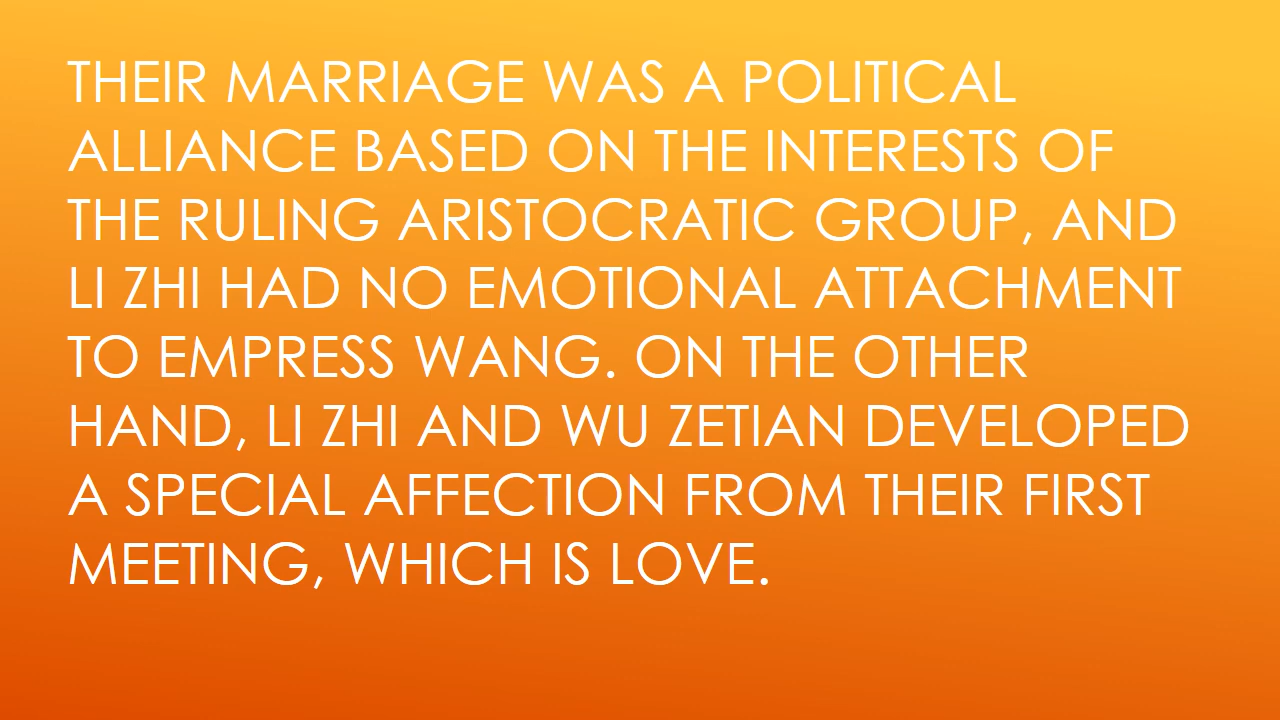 THEIR MARRIAGE WAS A POLITICAL
ALLIANCE BASED ON THE INTERESTS OF
THE RULING ARISTOCRATIC GROUP, AND
LI ZHI HAD NO EMOTIONAL ATTACHMENT
TO EMPRESS WANG. ON THE OTHER
HAND, LI ZHI AND WU ZETIAN DEVELOPED
A SPECIAL AFFECTION FROM THEIR FIRST
MEETING, WHICH IS LOVE.